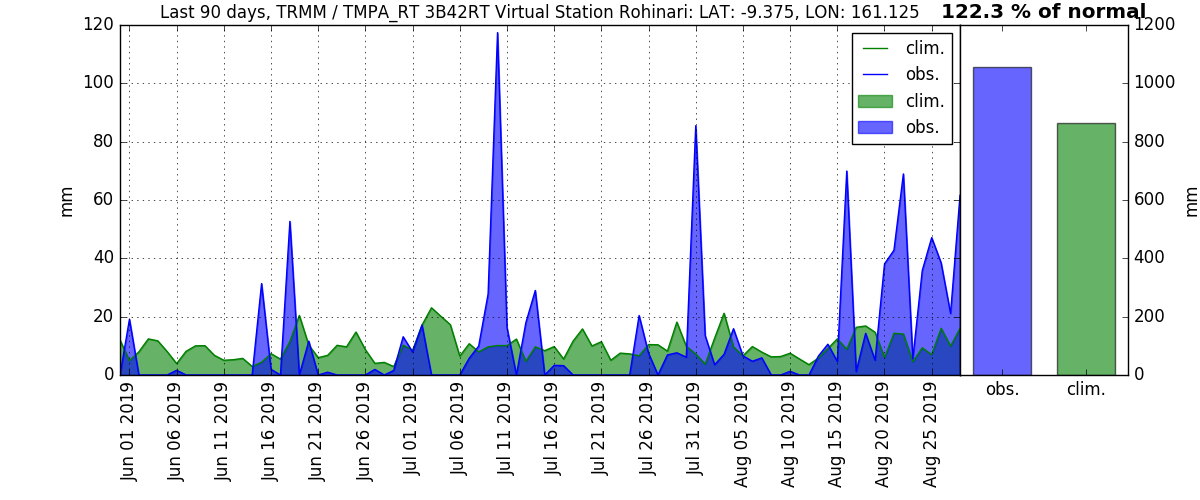 Last 90 days, TRMM / TMPA_RT 3B42RT Virtual Station Rohinari: LAT: -9.375, LON: 161.125 122.3 % of normal
120
100
80
60
40
20
0
mm
clim.
obs.
clim.
obs.
1200
1000
800
600
400
200
0
mm
obs. clim.
Jun 01 2019
Jun 06 2019
Jun 11 2019
Jun 16 2019
Jun 21 2019
Jun 26 2019
Jul 01 2019
Jul 06 2019
Jul 11 2019
Jul 16 2019
Jul 21 2019
Jul 26 2019
Jul 31 2019
Aug 05 2019
Aug 10 2019
Aug 15 2019
Aug 20 2019
Aug 25 2019